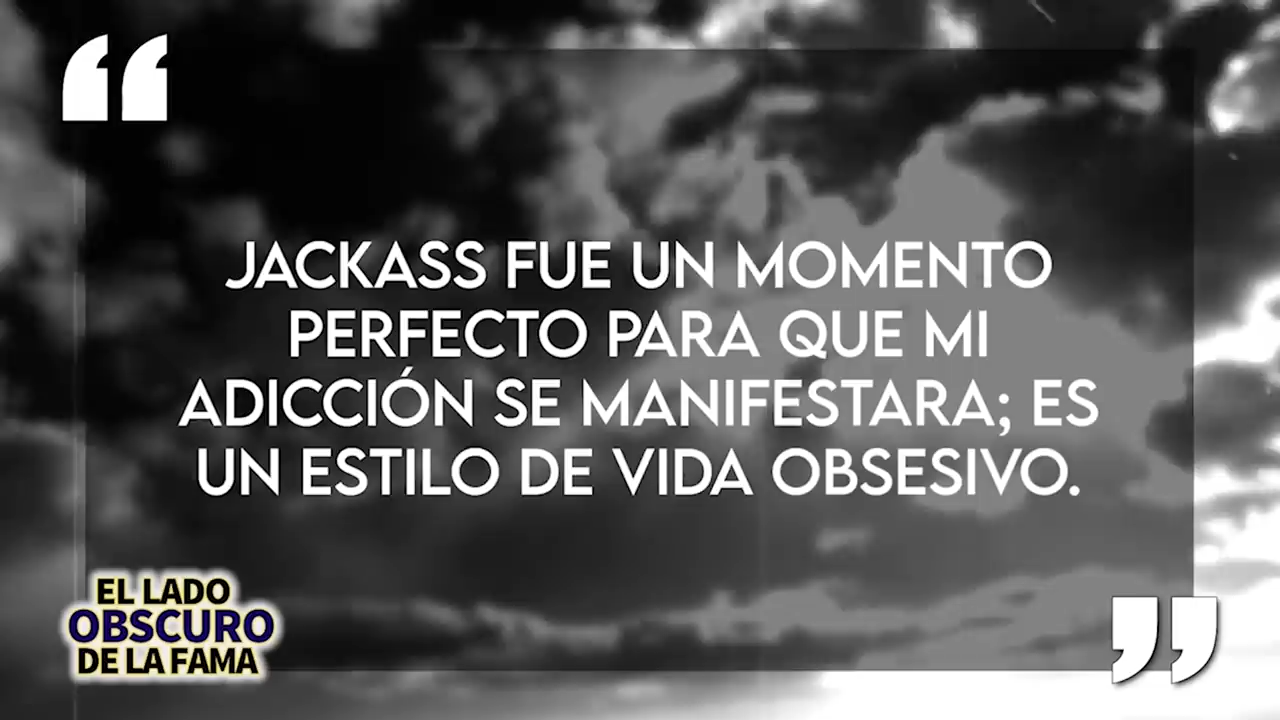 “
JACKASS FUE UN MOMENTO
PERFECTO PARA QUE MI
ADICCIÓN SE MANIFESTARA; ES
UN ESTILO DE VIDA OBSESIVO.
”
EL LADO
OBSCURO
DE LA FAMA